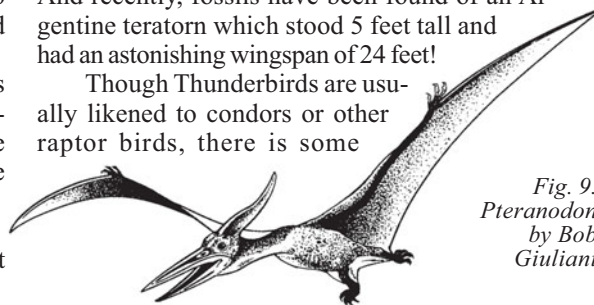 And recently, fossils have been found of an Ar-
gentine teratorn which stood 5 feet tall and
had an astonishing wingspan of 24 feet!
Though Thunderbirds are usu-
ally likened to condors or other
raptor birds, there is some
Fig. 9.
Pteranodon
by Bob
Giuliani